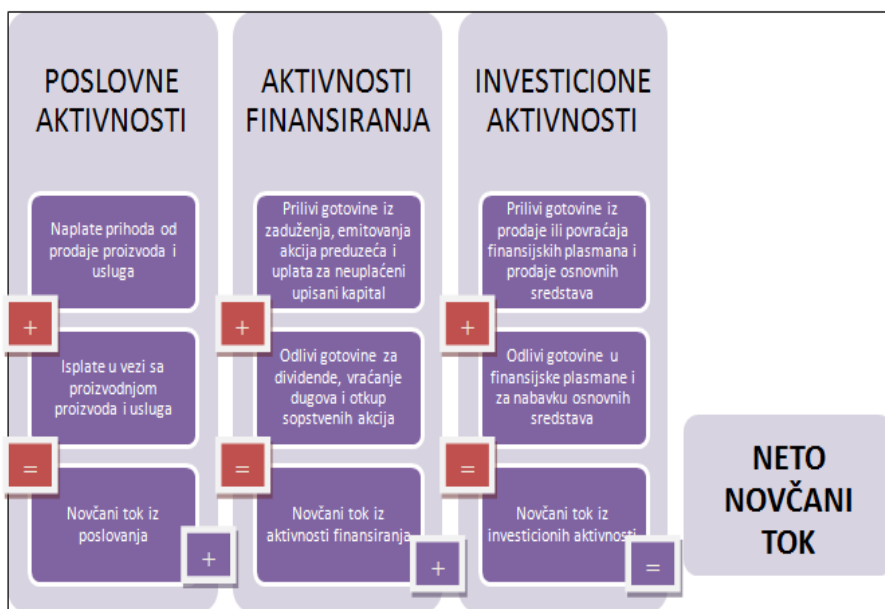 POSLOVNE
AKTIVNOSTI
Naplate prihoda od
prodaje proizvoda i
usluga
+
Isplate u vezi sa
proizvodnjom
proizvoda i usluga
=
Novčani tok iz
poslovanja
+
AKTIVNOSTI
FINANSIRANJA
Prilivi gotovine iz
zaduženja, emitovanja
akcija preduzeća i
uplata za neuplaćeni
upisani kapital
+
Odlivi gotovine za
dividende, vraćanje
dugova i otkup
sopstvenih akcija
=
Novčani tok iz
aktivnosti finansiranja
+
INVESTICIONE
AKTIVNOSTI
Prilivi gotovine iz
prodaje ili povraćaja
finansijskih plasmana i
prodaje osnovnih
sredstava
+
Odlivi gotovine u
finansijske plasmane i
za nabavku osnovnih
sredstava
=
Novčani tok iz
investicionih aktivnosti
=
NETO
NOVČANI
TOK